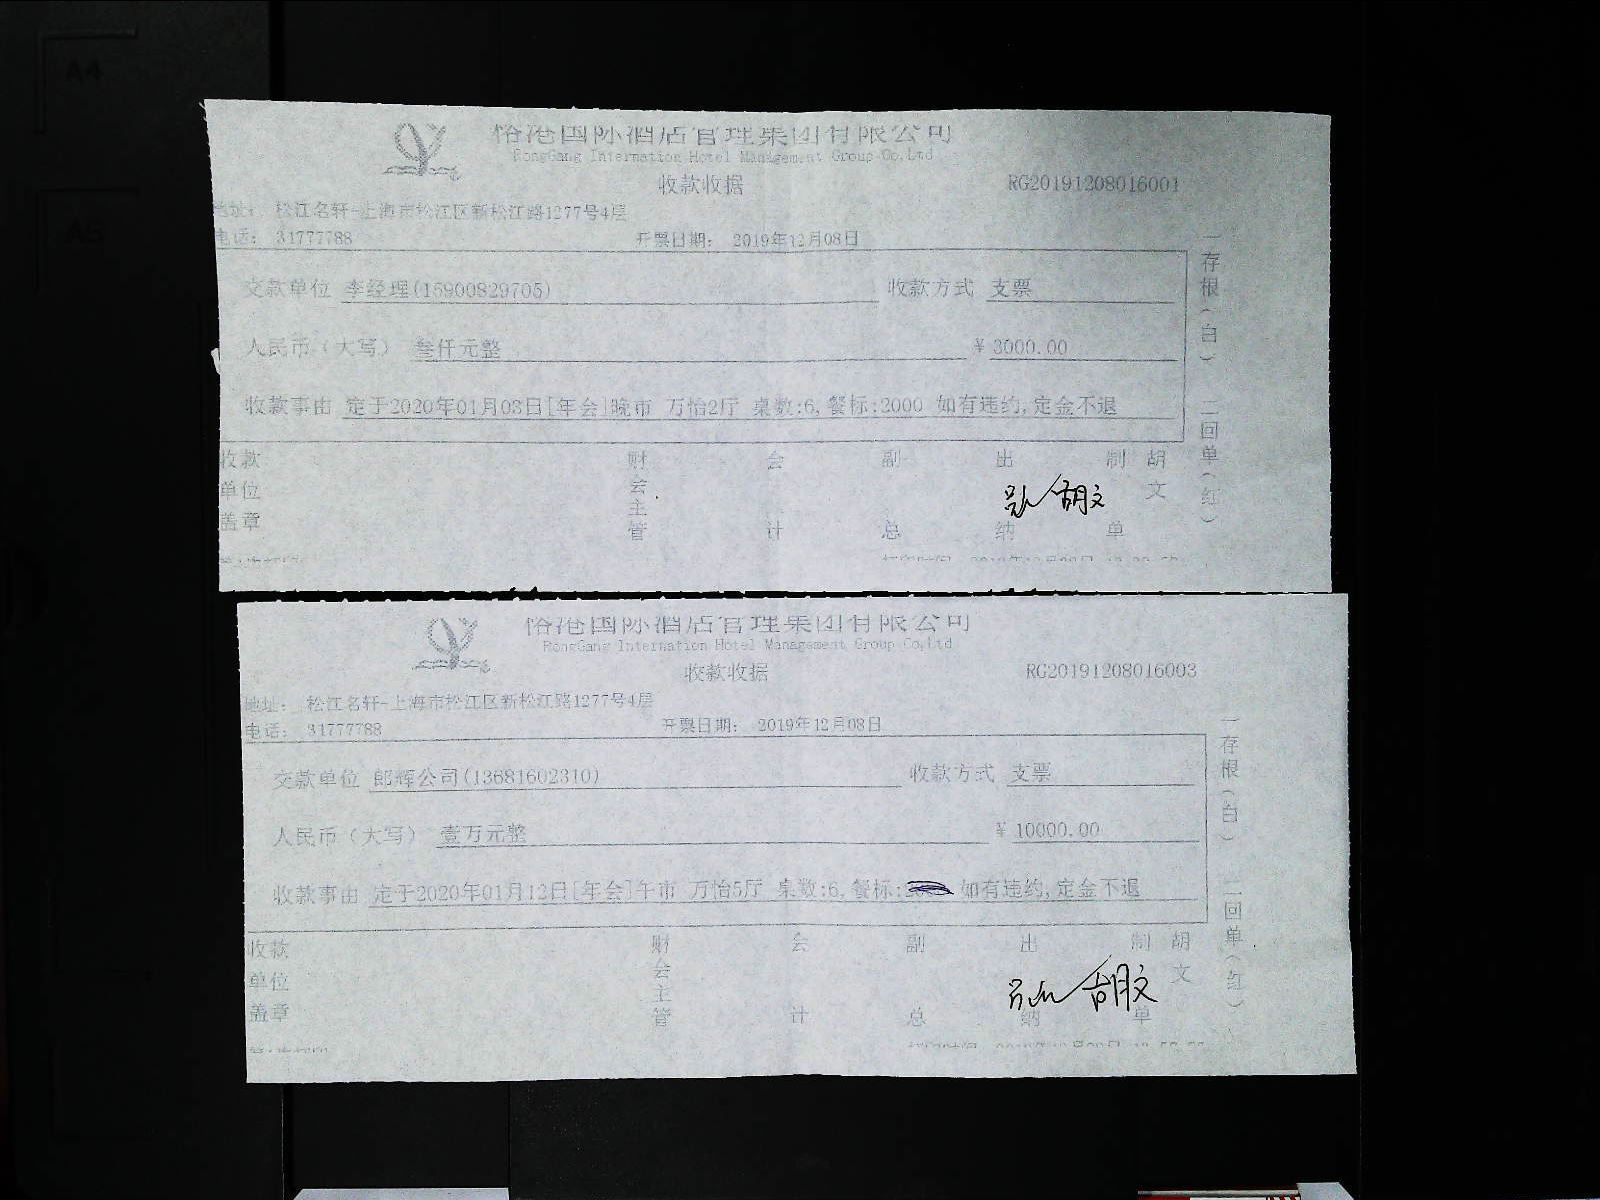 A4
A5
裕港国际酒店管理集团有限公司
RongGang Internation Hotel Management Group Co,Ltd
收款收据
RG20191208016001
地址： 松江名轩-上海市松江区新松江路1277号4层
电话： 31777788
开票日期： 2019年12月08日
交款单位 李经理(15900829705)
收款方式 支票
人民币（大写） 叁仟元整
¥ 3000.00
收款事由 定于2020年01月03日[年会]晚市 万怡2厅 桌数:6,餐标:2000 如有违约,定金不退
收款单位盖章
财会主管
会计
副总
出纳
制单
胡文
胡文
一存根（白） 二回单（红）
裕港国际酒店管理集团有限公司
RongGang Internation Hotel Management Group Co,Ltd
收款收据
RG20191208016003
地址： 松江名轩-上海市松江区新松江路1277号4层
电话： 31777788
开票日期： 2019年12月08日
交款单位 郎辉公司(13681602310)
收款方式 支票
人民币（大写） 壹万元整
¥ 10000.00
收款事由 定于2020年01月12日[年会]午市 万怡5厅 桌数:6,餐标: 如有违约,定金不退
收款单位盖章
财会主管
会计
副总
出纳
制单
胡文
胡文
一存根（白） 二回单（红）